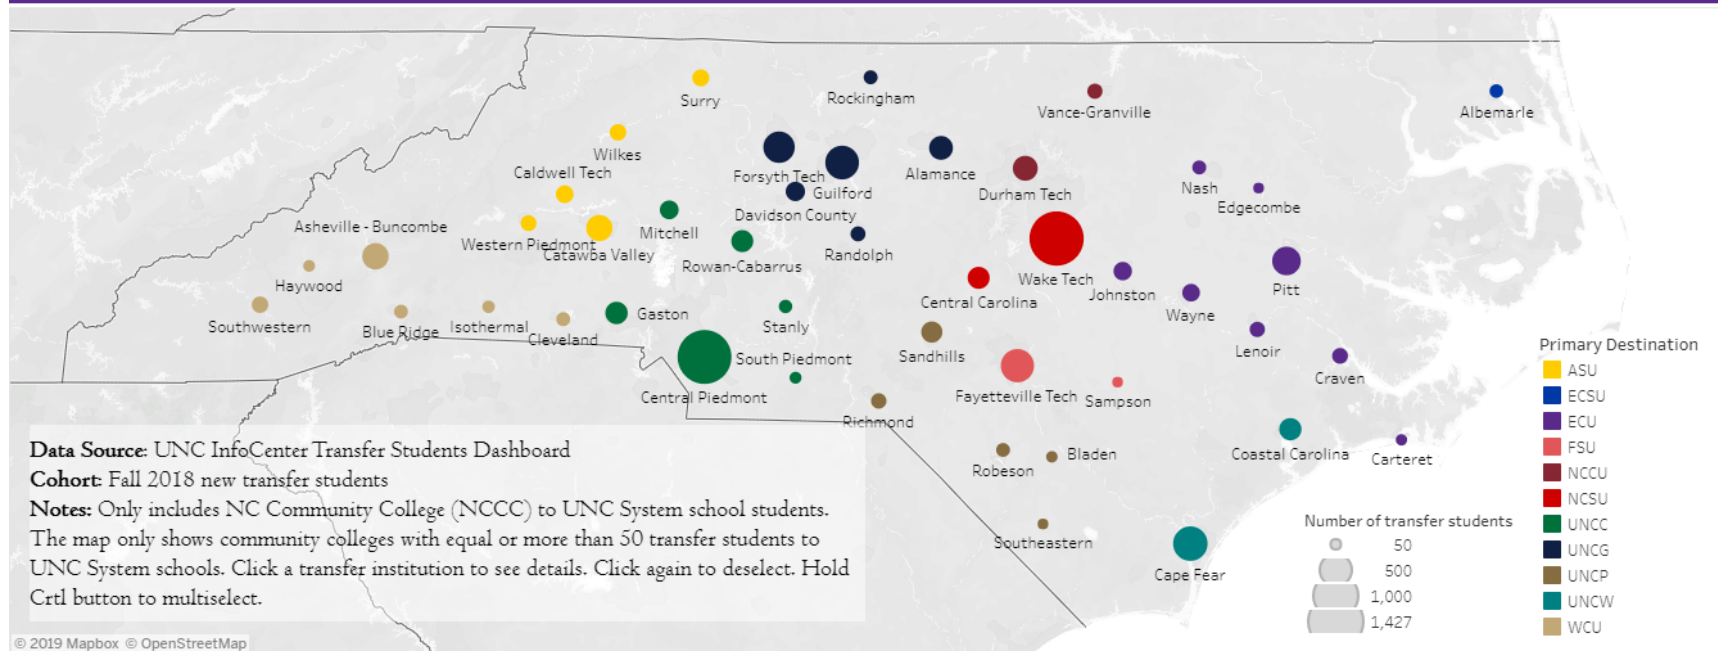 Surry
Rockingham
Vance-Granville
Albemarle
Wilkes
Caldwell Tech
Forsyth Tech
Guilford
Alamance
Durham Tech
Nash
Edgecombe
Davidson County
Asheville - Buncombe
Western Piedmont
Catawba Valley
Mitchell
Rowan-Cabarrus
Randolph
Haywood
Wake Tech
Central Carolina
Johnston
Pitt
Southwestern
Blue Ridge
Isothermal
Cleveland
Gaston
Stanly
Wayne
Sandhills
Lenoir
South Piedmont
Central Piedmont
Fayetteville Tech
Sampson
Craven
Richmond
Robeson
Bladen
Coastal Carolina
Carteret
Southeastern
Cape Fear
Data Source: UNC InfoCenter Transfer Students Dashboard
Cohort: Fall 2018 new transfer students
Notes: Only includes NC Community College (NCCC) to UNC System school students.
The map only shows community colleges with equal or more than 50 transfer students to
UNC System schools. Click a transfer institution to see details. Click again to deselect. Hold
Crtl button to multiselect.
Number of transfer students
50
500
1,000
1,427
Primary Destination
ASU
ECSU
ECU
FSU
NCCU
NCSU
UNCC
UNCG
UNCP
UNCW
WCU
© 2019 Mapbox © OpenStreetMap